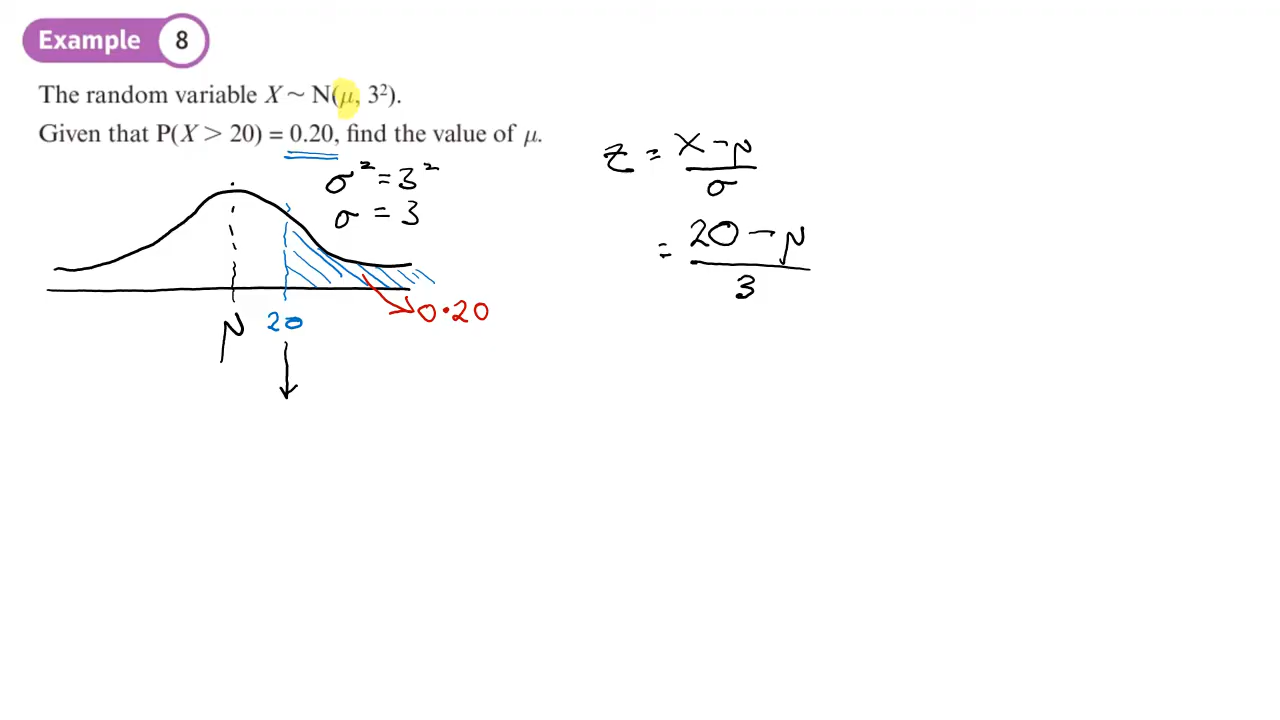 Example 8
The random variable X ~ N(μ, 3²).
Given that P(X > 20) = 0.20, find the value of μ.
σ² = 3²
σ = 3
μ
20
0.20
z = X - μ / σ
= 20 - μ / 3